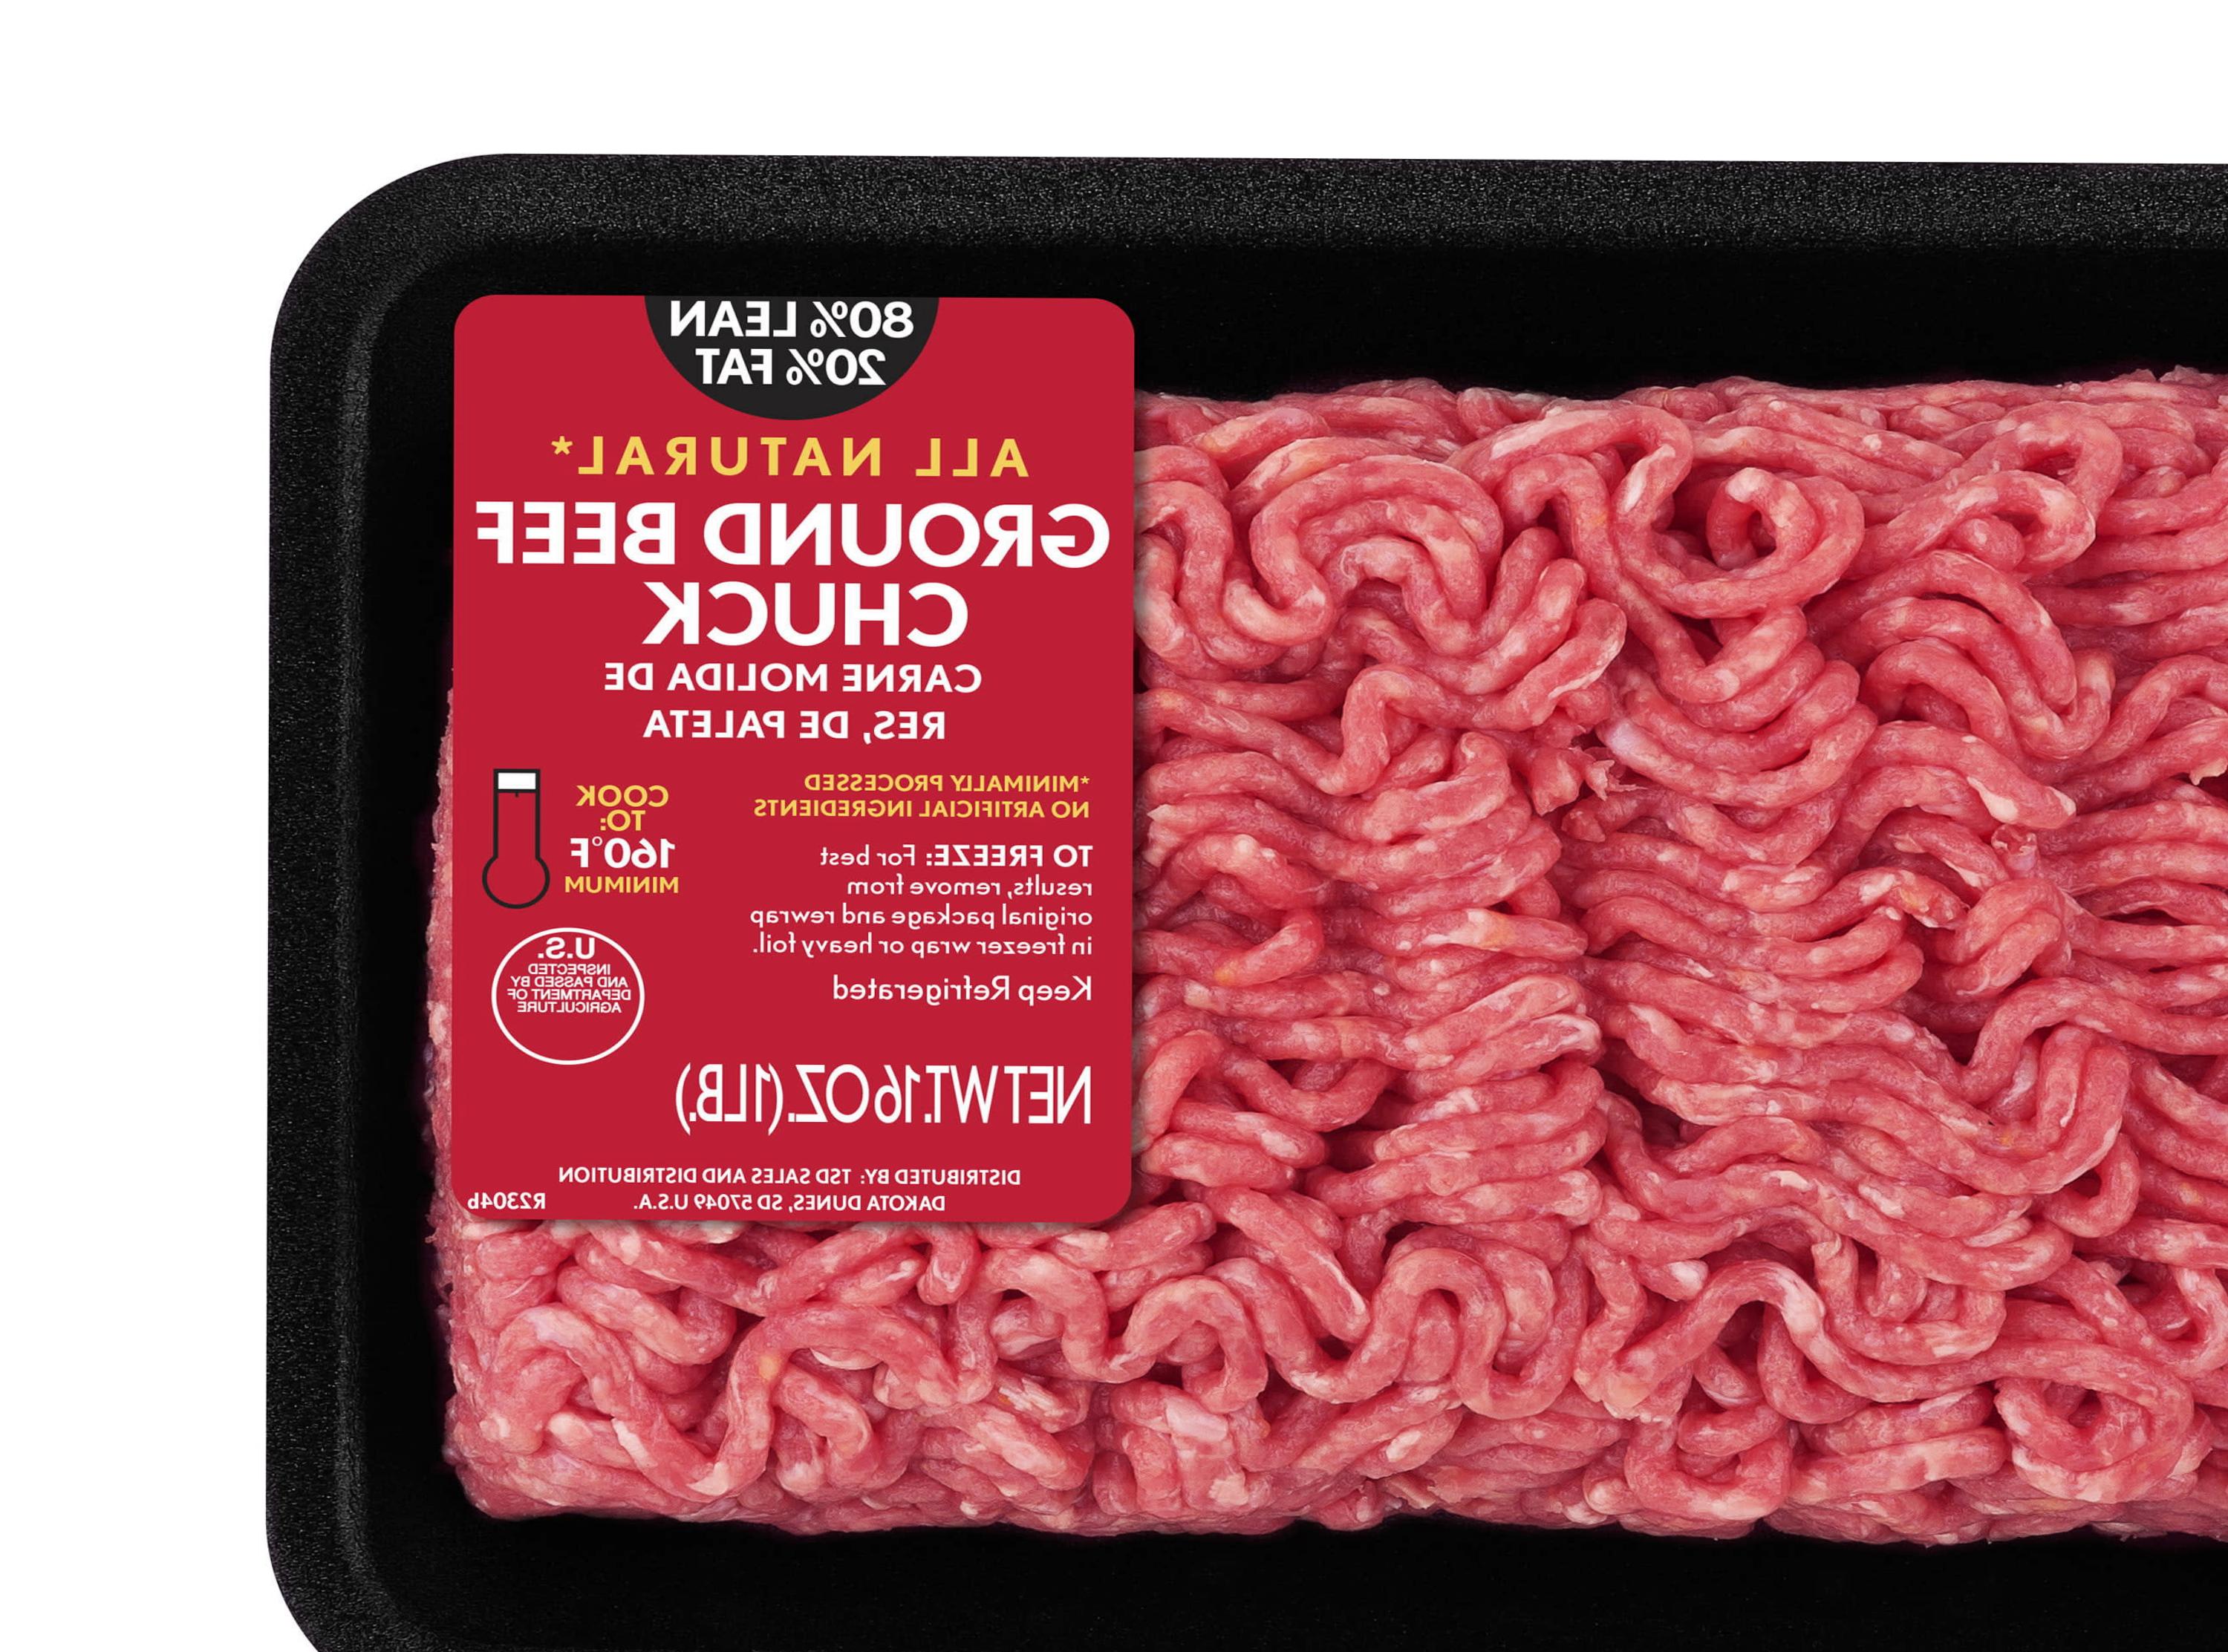 80% LEAN
20% FAT
ALL NATURAL*
GROUND BEEF
CHUCK
CARNE MOLIDA DE
RES, DE PALETA
*MINIMALLY PROCESSED
NO ARTIFICIAL INGREDIENTS
TO FREEZE: For best
results, remove from
original package and rewrap
in freezer wrap or heavy foil.
Keep Refrigerated
COOK
TO:
160°F
MINIMUM
U.S.
INSPECTED
AND PASSED BY
DEPARTMENT OF
AGRICULTURE
NET WT. 16 OZ. (1 LB.)
DISTRIBUTED BY: TSD SALES AND DISTRIBUTION
DAKOTA DUNES, SD 57049 U.S.A.
R23304b